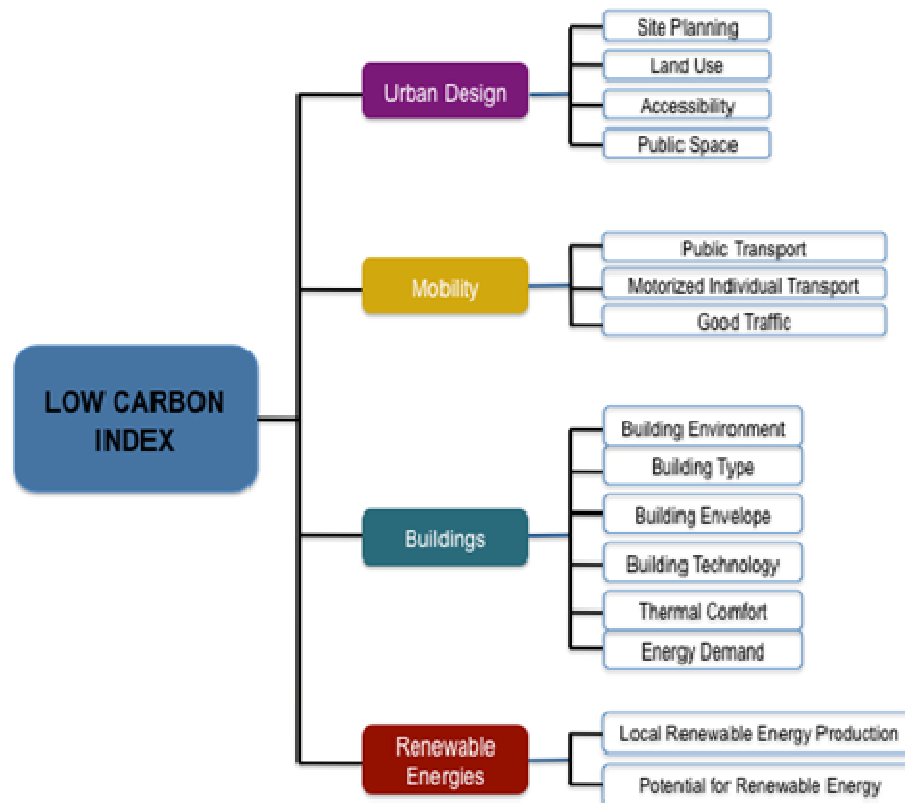 LOW CARBON
INDEX
Urban Design
Site Planning
Land Use
Accessibility
Public Space
Mobility
Public Transport
Motorized Individual Transport
Good Traffic
Buildings
Building Environment
Building Type
Building Envelope
Building Technology
Thermal Comfort
Energy Demand
Renewable
Energies
Local Renewable Energy Production
Potential for Renewable Energy